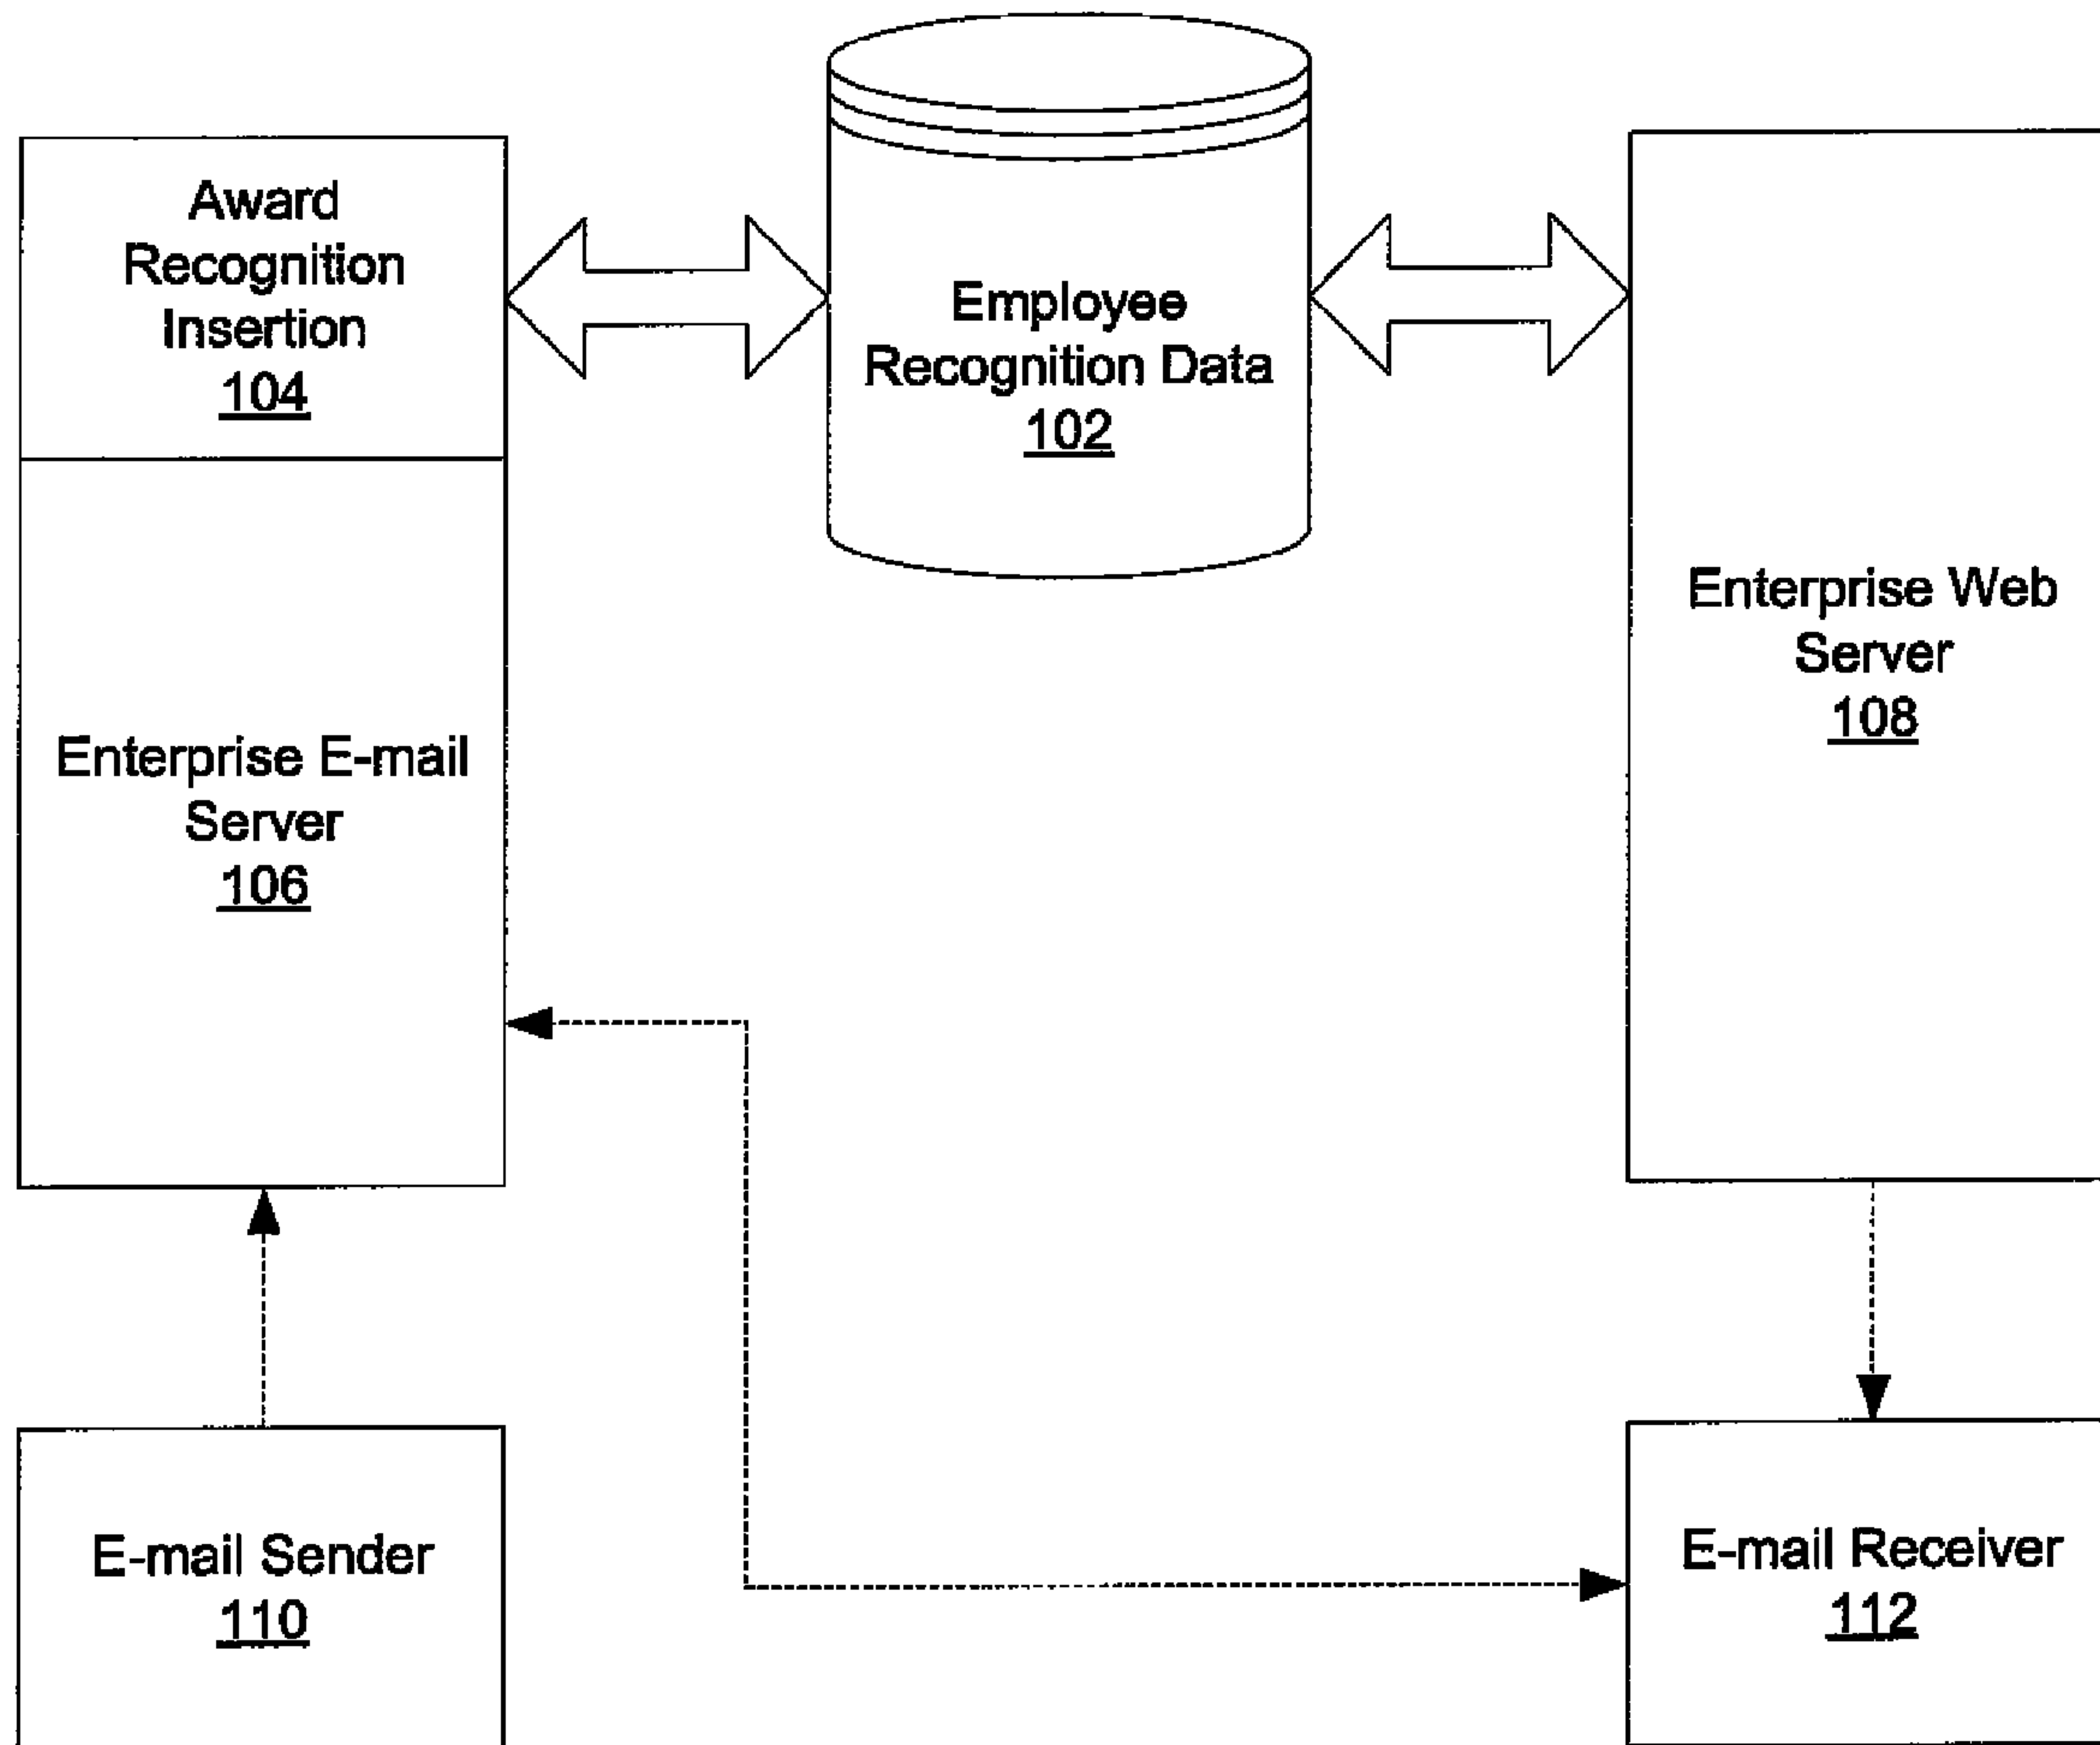 Award
Recognition
Insertion
104
Employee
Recognition Data
102
Enterprise Web
Server
108
Enterprise E-mail
Server
106
E-mail Sender
110
E-mail Receiver
112